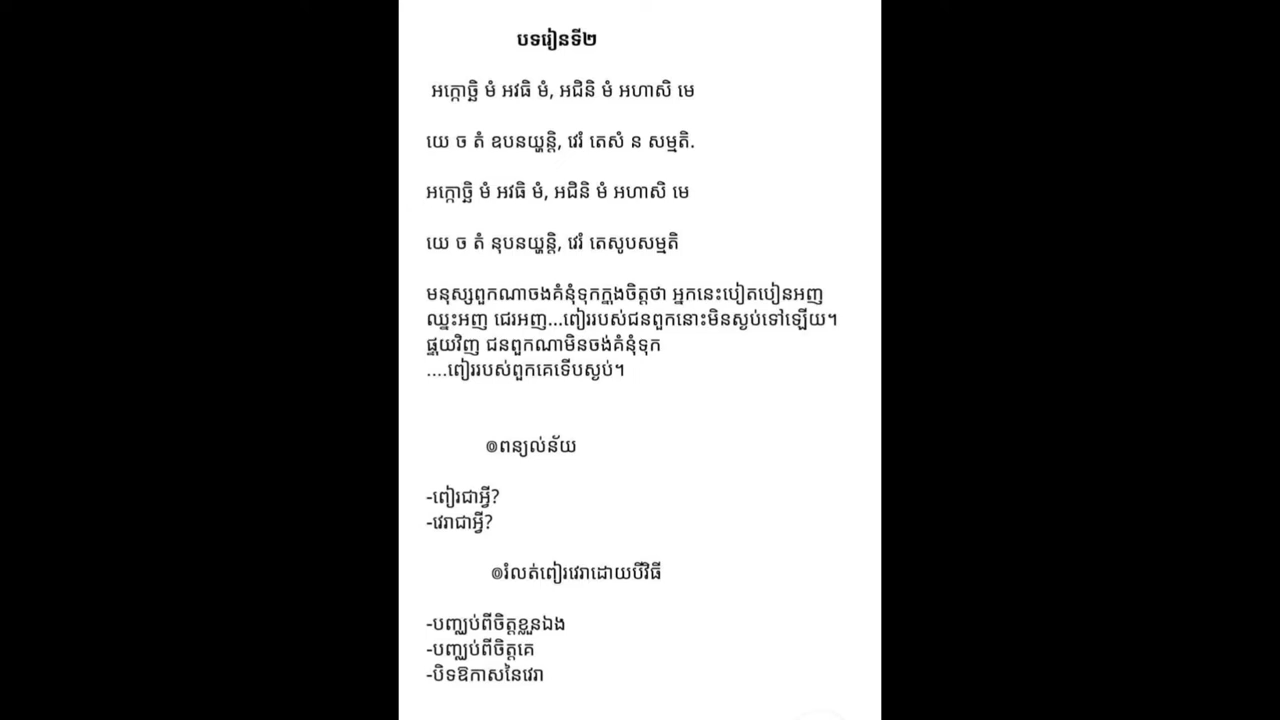 បទរៀនទី២
អក្កោច្ឆិ មំ អវធិ មំ, អជិនិ មំ អហាសិ មេ
យេ ច តំ ឧបនយ្ហន្តិ, វេរំ តេសំ ន សម្មតិ.
អក្កោច្ឆិ មំ អវធិ មំ, អជិនិ មំ អហាសិ មេ
យេ ច តំ នុបនយ្ហន្តិ, វេរំ តេសូបសម្មតិ
មនុស្សពួកណាចងគំនុំទុកក្នុងចិត្តថា អ្នកនេះបៀតបៀនអញ
ឈ្នះអញ ជេរអញ...ពៀររបស់ជនពួកនោះមិនស្ងប់ទៅឡើយ។
ផ្ទុយវិញ ជនពួកណាមិនចង់គំនុំទុក
....ពៀររបស់ពួកគេទើបស្ងប់។
៙ពន្យល់ន័យ
-ពៀរជាអ្វី?
-វេរាជាអ្វី?
៙រំលត់ពៀរវេរាដោយបីវិធី
-បញ្ឈប់ពីចិត្តខ្លួនឯង
-បញ្ឈប់ពីចិត្តគេ
-បិទឱកាសនៃវេរា